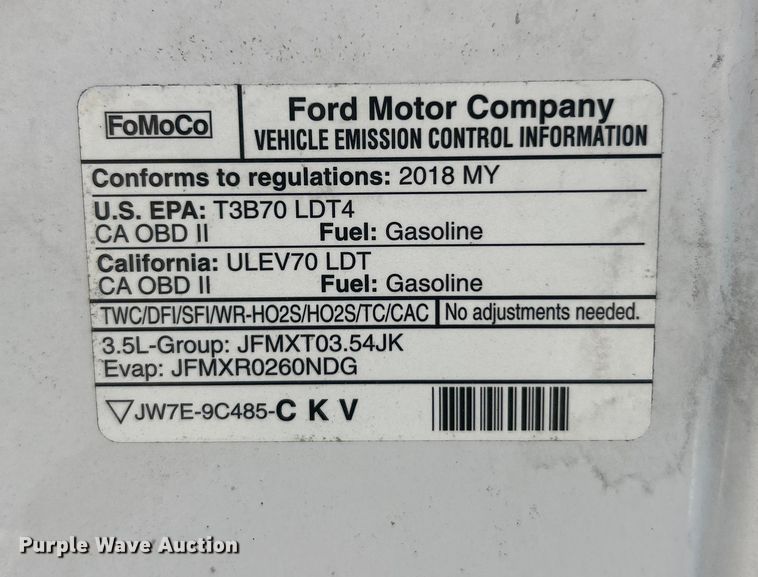 FoMoCo
Ford Motor Company
VEHICLE EMISSION CONTROL INFORMATION
Conforms to regulations: 2018 MY
U.S. EPA: T3B70 LDT4
CA OBD II Fuel: Gasoline
California: ULEV70 LDT
CA OBD II Fuel: Gasoline
TWC/DFI/SFI/WR-HO2S/HO2S/TC/CAC No adjustments needed.
3.5L-Group: JFMXT03.54JK
Evap: JFMXR0260NDG
▽JW7E-9C485-C K V
Purple Wave Auction